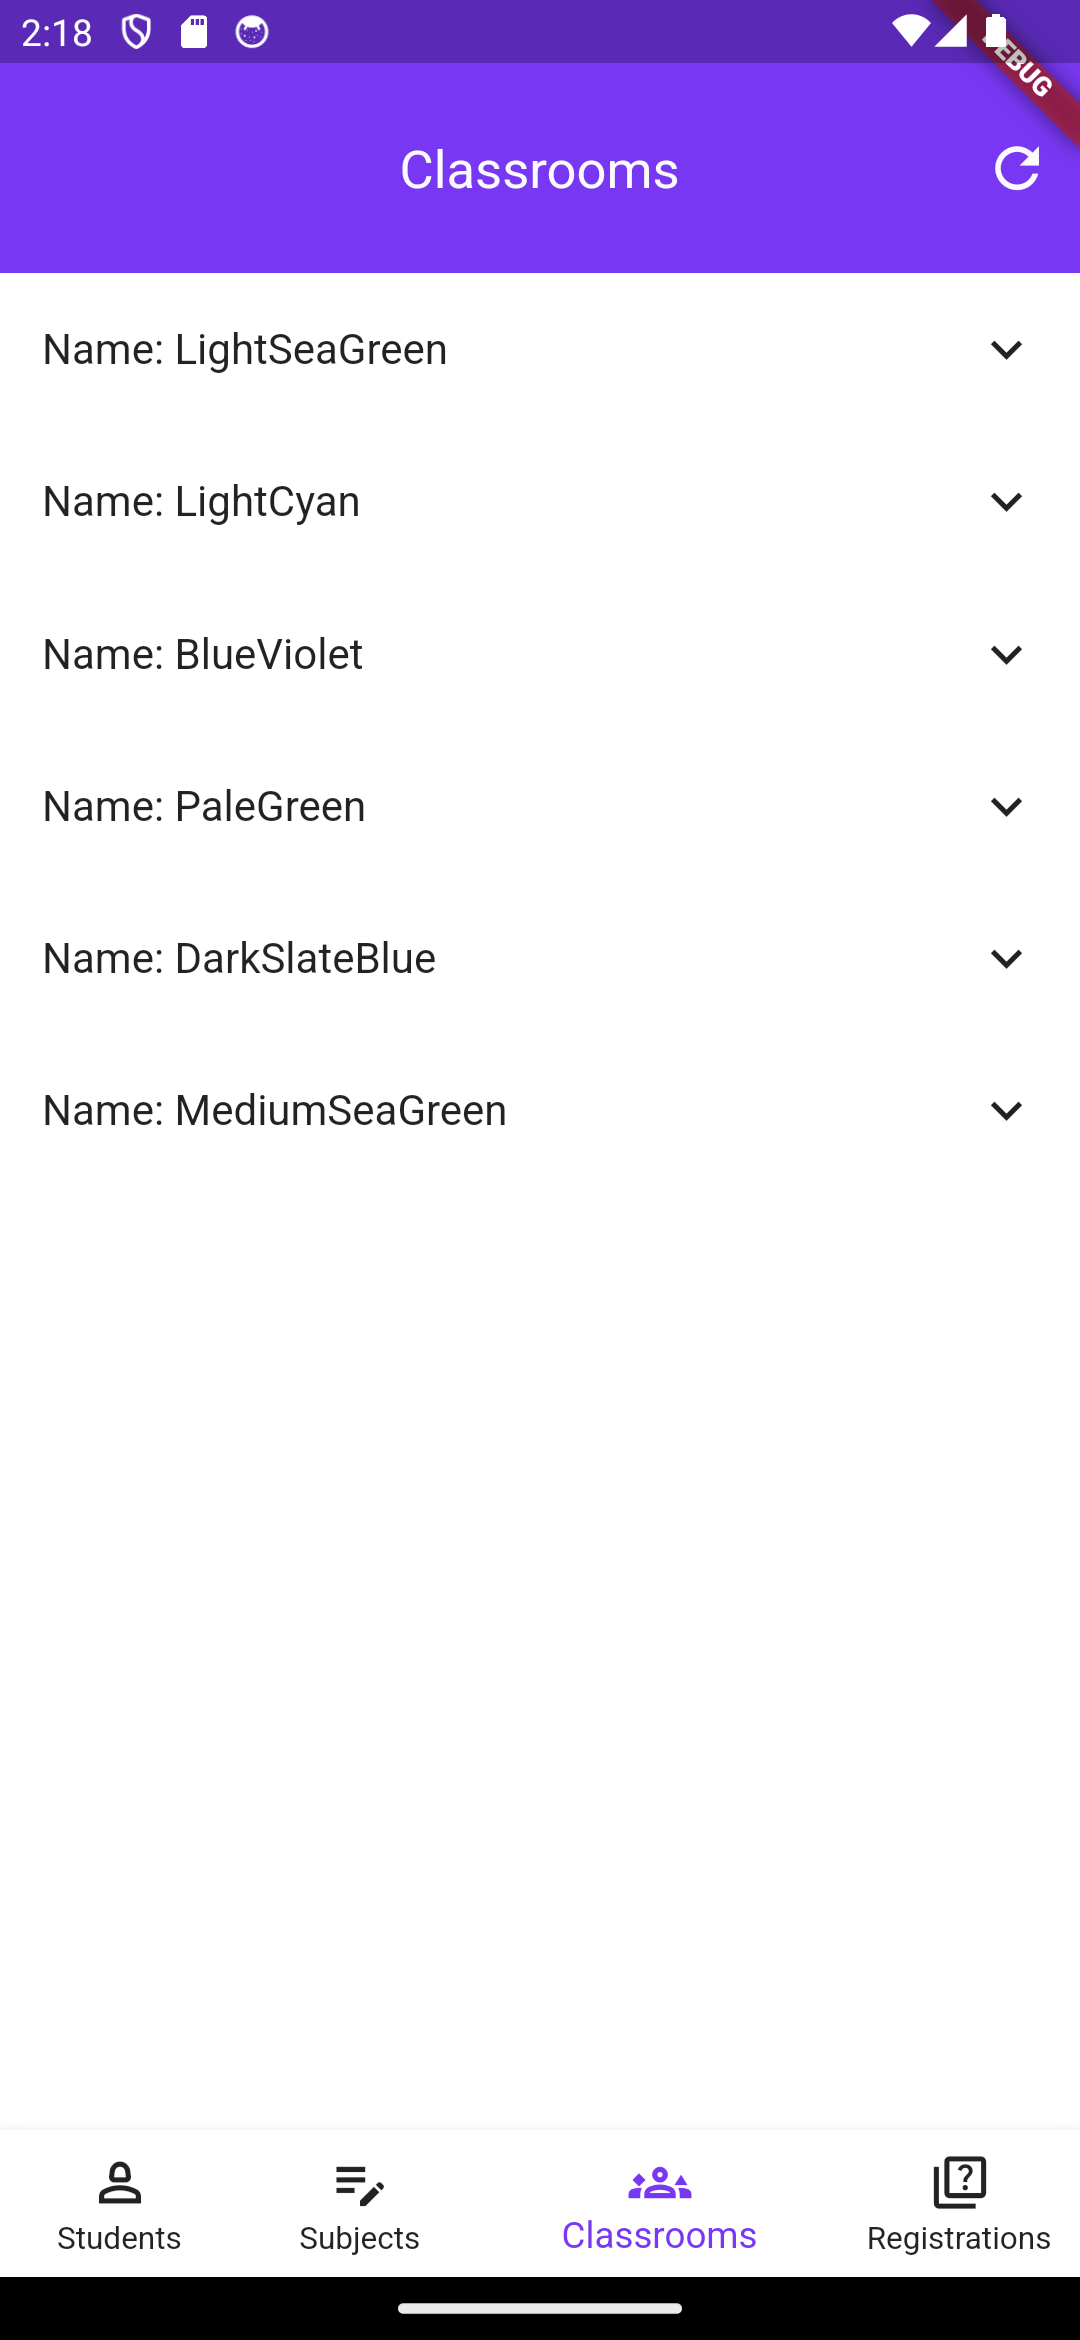 2:18
DEBUG
Classrooms
Name: LightSeaGreen
Name: LightCyan
Name: BlueViolet
Name: PaleGreen
Name: DarkSlateBlue
Name: MediumSeaGreen
Students
Subjects
Classrooms
Registrations